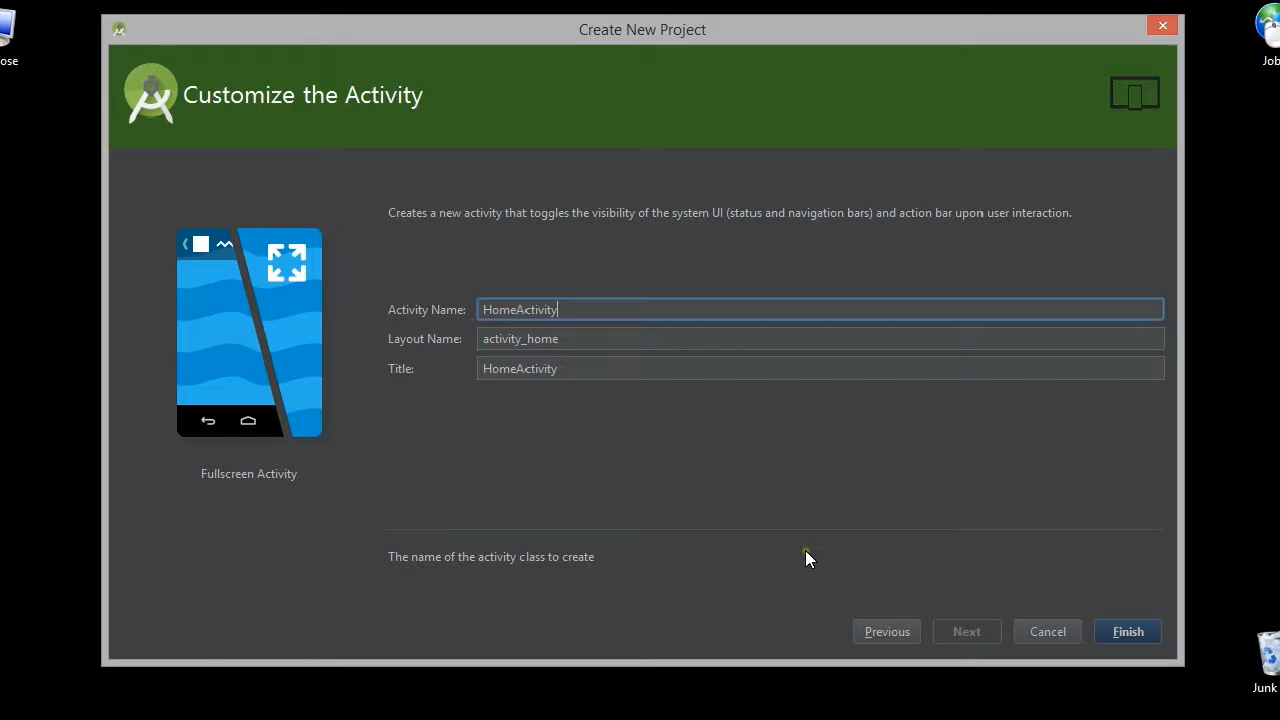 Create New Project
ose
Job
Customize the Activity
Creates a new activity that toggles the visibility of the system UI (status and navigation bars) and action bar upon user interaction.
Activity Name: HomeActivity
Layout Name: activity_home
Title: HomeActivity
Fullscreen Activity
The name of the activity class to create
Previous Next Cancel Finish
Junk